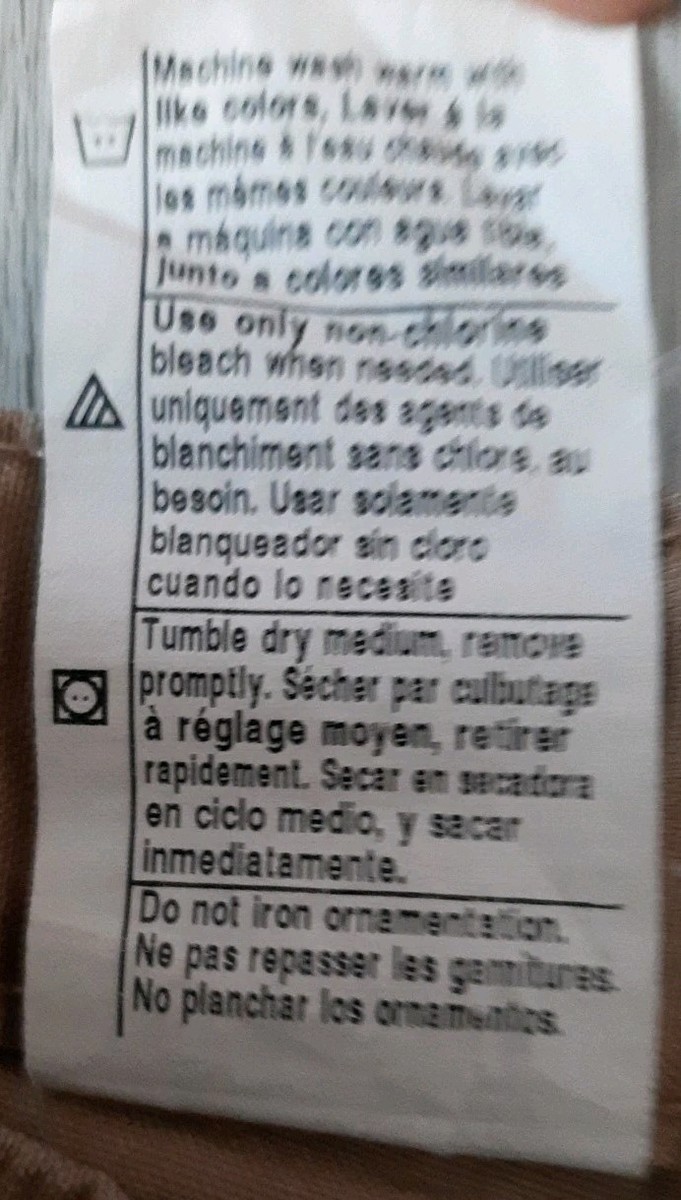 Machine wash warm with
like colors. Laver à la
machine à l'eau chaude avec
les mêmes couleurs. Lavar
a máquina con agua tibia,
junto a colores similares
Use only non-chlorine
bleach when needed. Utiliser
uniquement des agents de
blanchiment sans chlore, au
besoin. Usar solamente
blanqueador sin cloro
cuando lo necesite
Tumble dry medium, remove
promptly. Sécher par culbutage
à réglage moyen, retirer
rapidement. Secar en secadora
en ciclo medio, y sacar
inmediatamente.
Do not iron ornamentation.
Ne pas repasser les garnitures.
No planchar los ornamentos.